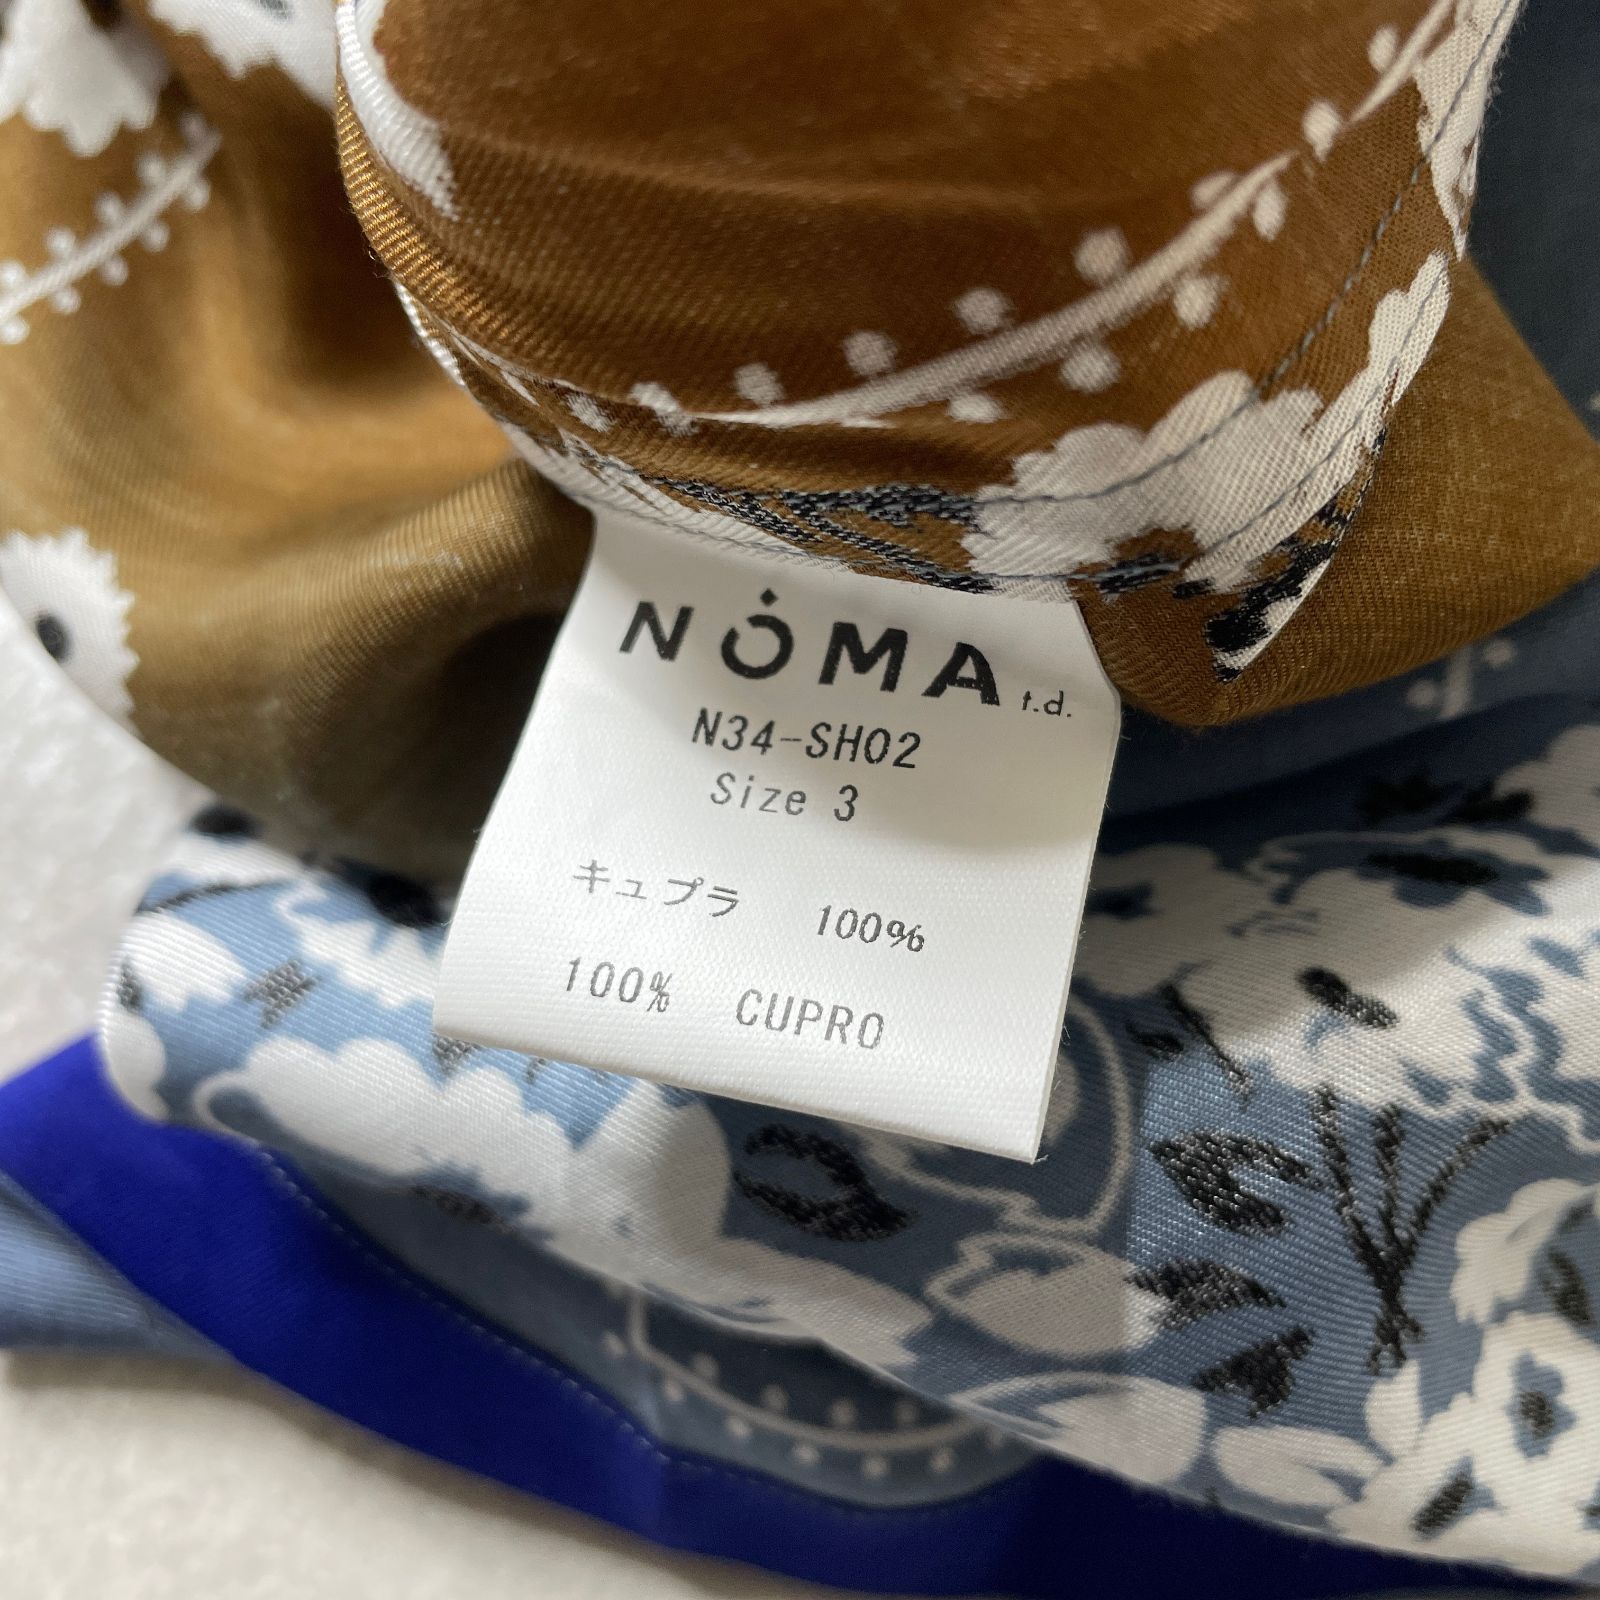 NOMA t.d.
N34-SH02
Size 3
キュプラ 100%
100% CUPRO